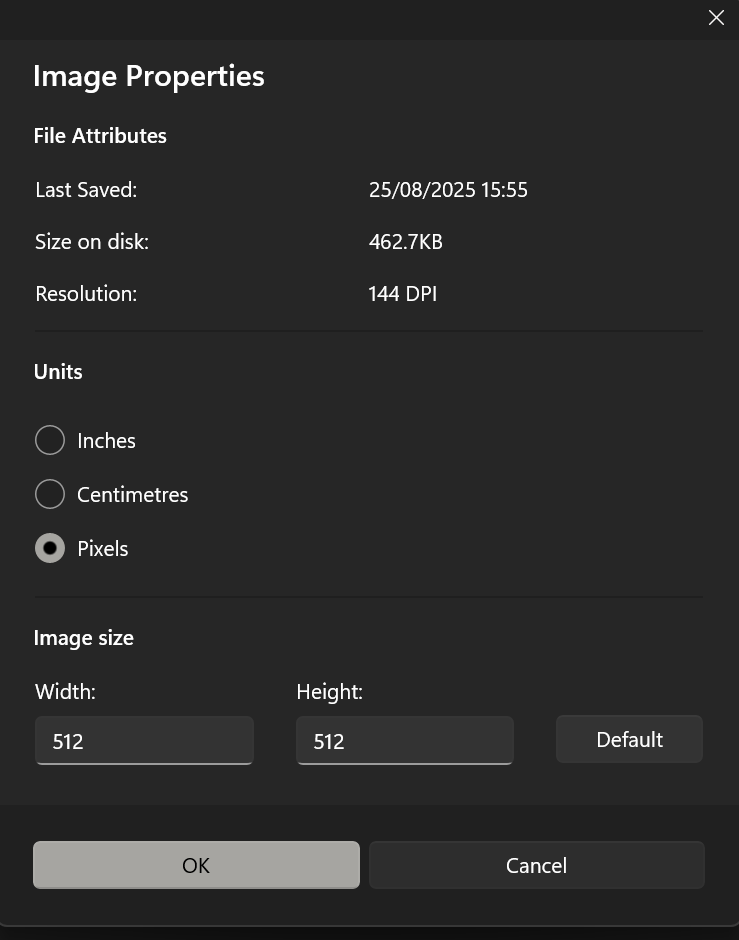 Image Properties
File Attributes
Last Saved: 25/08/2025 15:55
Size on disk: 462.7KB
Resolution: 144 DPI
Units
Inches
Centimetres
Pixels
Image size
Width: Height:
512 512 Default
OK Cancel